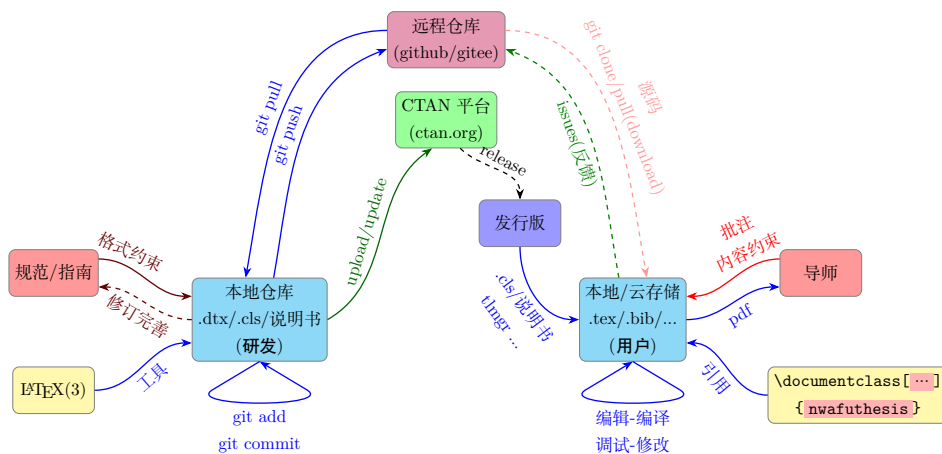 远程仓库
(github/gitee)
git pull
git push
CTAN 平台
(ctan.org)
release
upload/update
issues(反馈)
源码
git clone/pull(download)
发行版
规范/指南
格式约束
修订完善
本地仓库
.dtx/.cls/说明书
(研发)
LATEX(3)
工具
git add
git commit
.cls/说明书
tlmgr ...
本地/云存储
.tex/.bib/...
(用户)
批注
内容约束
导师
pdf
引用
\documentclass[ ... ]
{ nwafuthesis }
编辑-编译
调试-修改